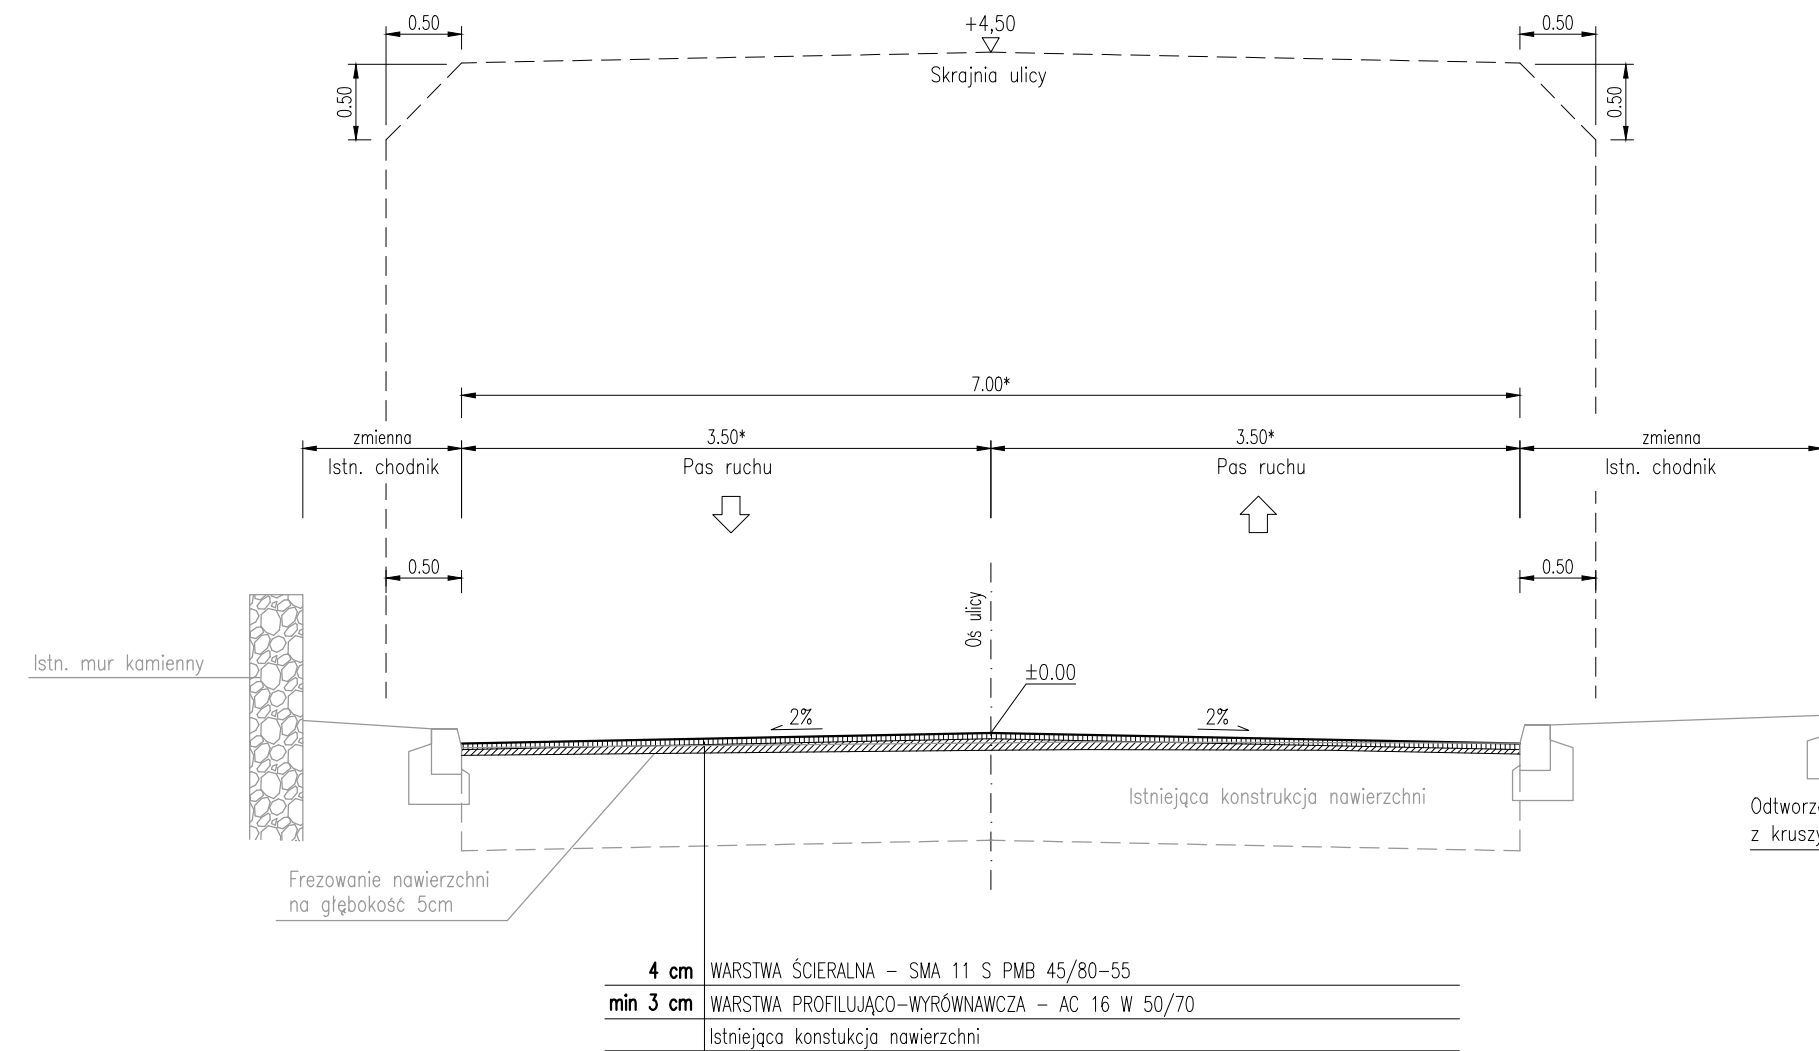 0.50
+4,50
0.50
Skrajnia ulicy
0.50
0.50
7.00*
zmienna
3.50*
3.50*
zmienna
Istn. chodnik
Pas ruchu
Pas ruchu
Istn. chodnik
0.50
0.50
Oś ulicy
Istn. mur kamienny
±0.00
2%
2%
Istniejąca konstrukcja nawierzchni
Odtworz
z kruszy
Frezowanie nawierzchni
na głębokość 5cm
4 cm WARSTWA ŚCIERALNA – SMA 11 S PMB 45/80–55
min 3 cm WARSTWA PROFILUJĄCO–WYRÓWNAWCZA – AC 16 W 50/70
Istniejąca konstukcja nawierzchni